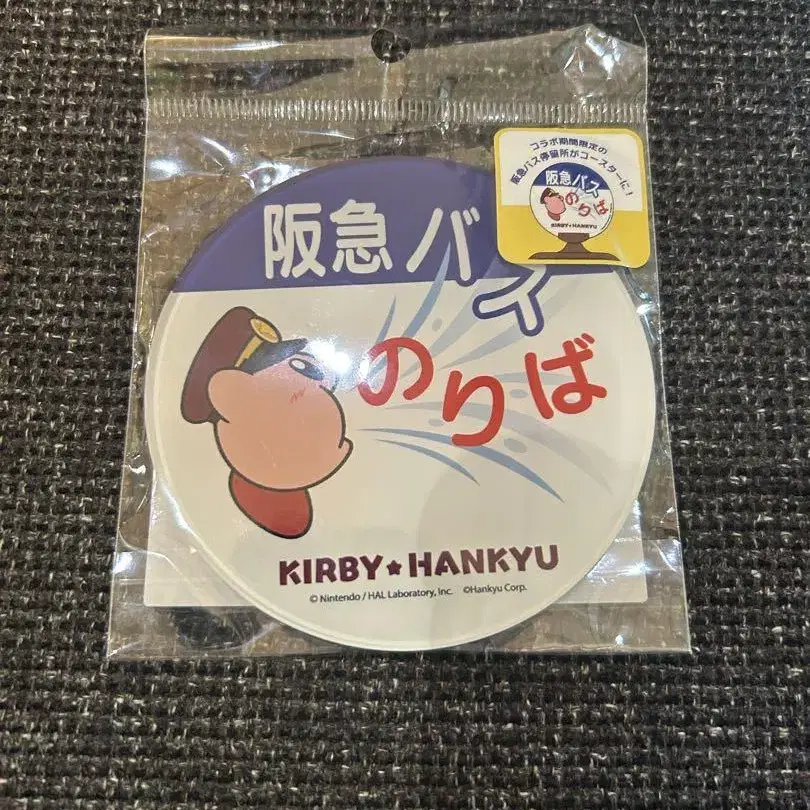 コラボ期間限定の
阪急バス停留所がコースターに!
阪急バス
のりば
KIRBY★HANKYU
阪急バス
のりば
KIRBY★HANKYU
© Nintendo / HAL Laboratory, Inc. ©Hankyu Corp.